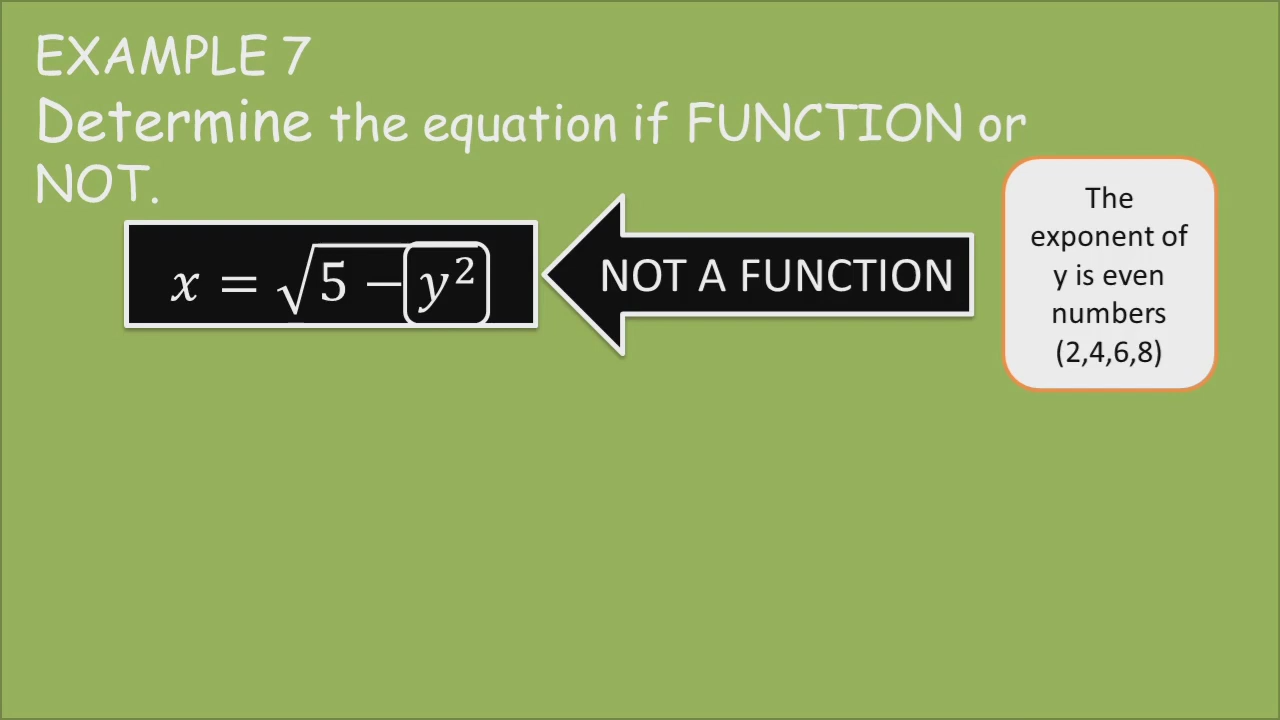 EXAMPLE 7
Determine the equation if FUNCTION or
NOT.
x = √5 − y²
NOT A FUNCTION
The
exponent of
y is even
numbers
(2,4,6,8)